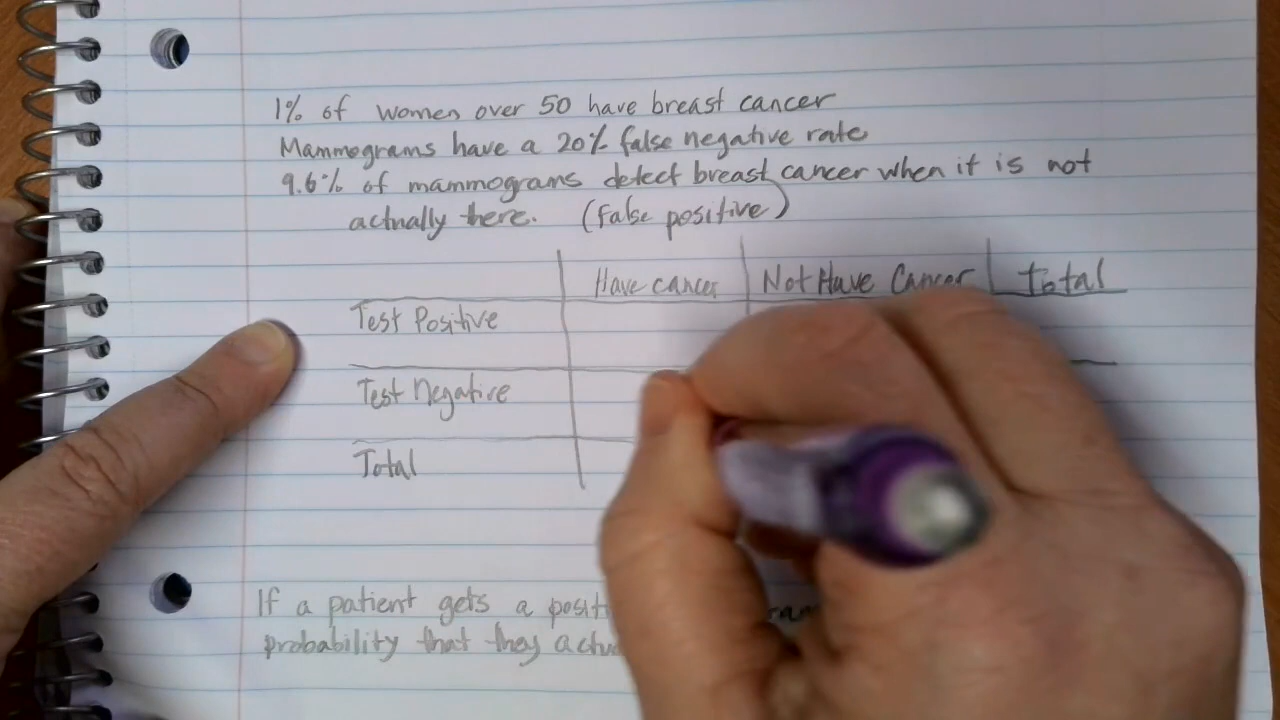 1% of women over 50 have breast cancer
Mammograms have a 20% false negative rate
9.6% of mammograms detect breast cancer when it is not
actually there. (false positive)
Have cancer Not Have Cancer Total
Test Positive
Test Negative
Total
If a patient gets a posit
probability that they actu